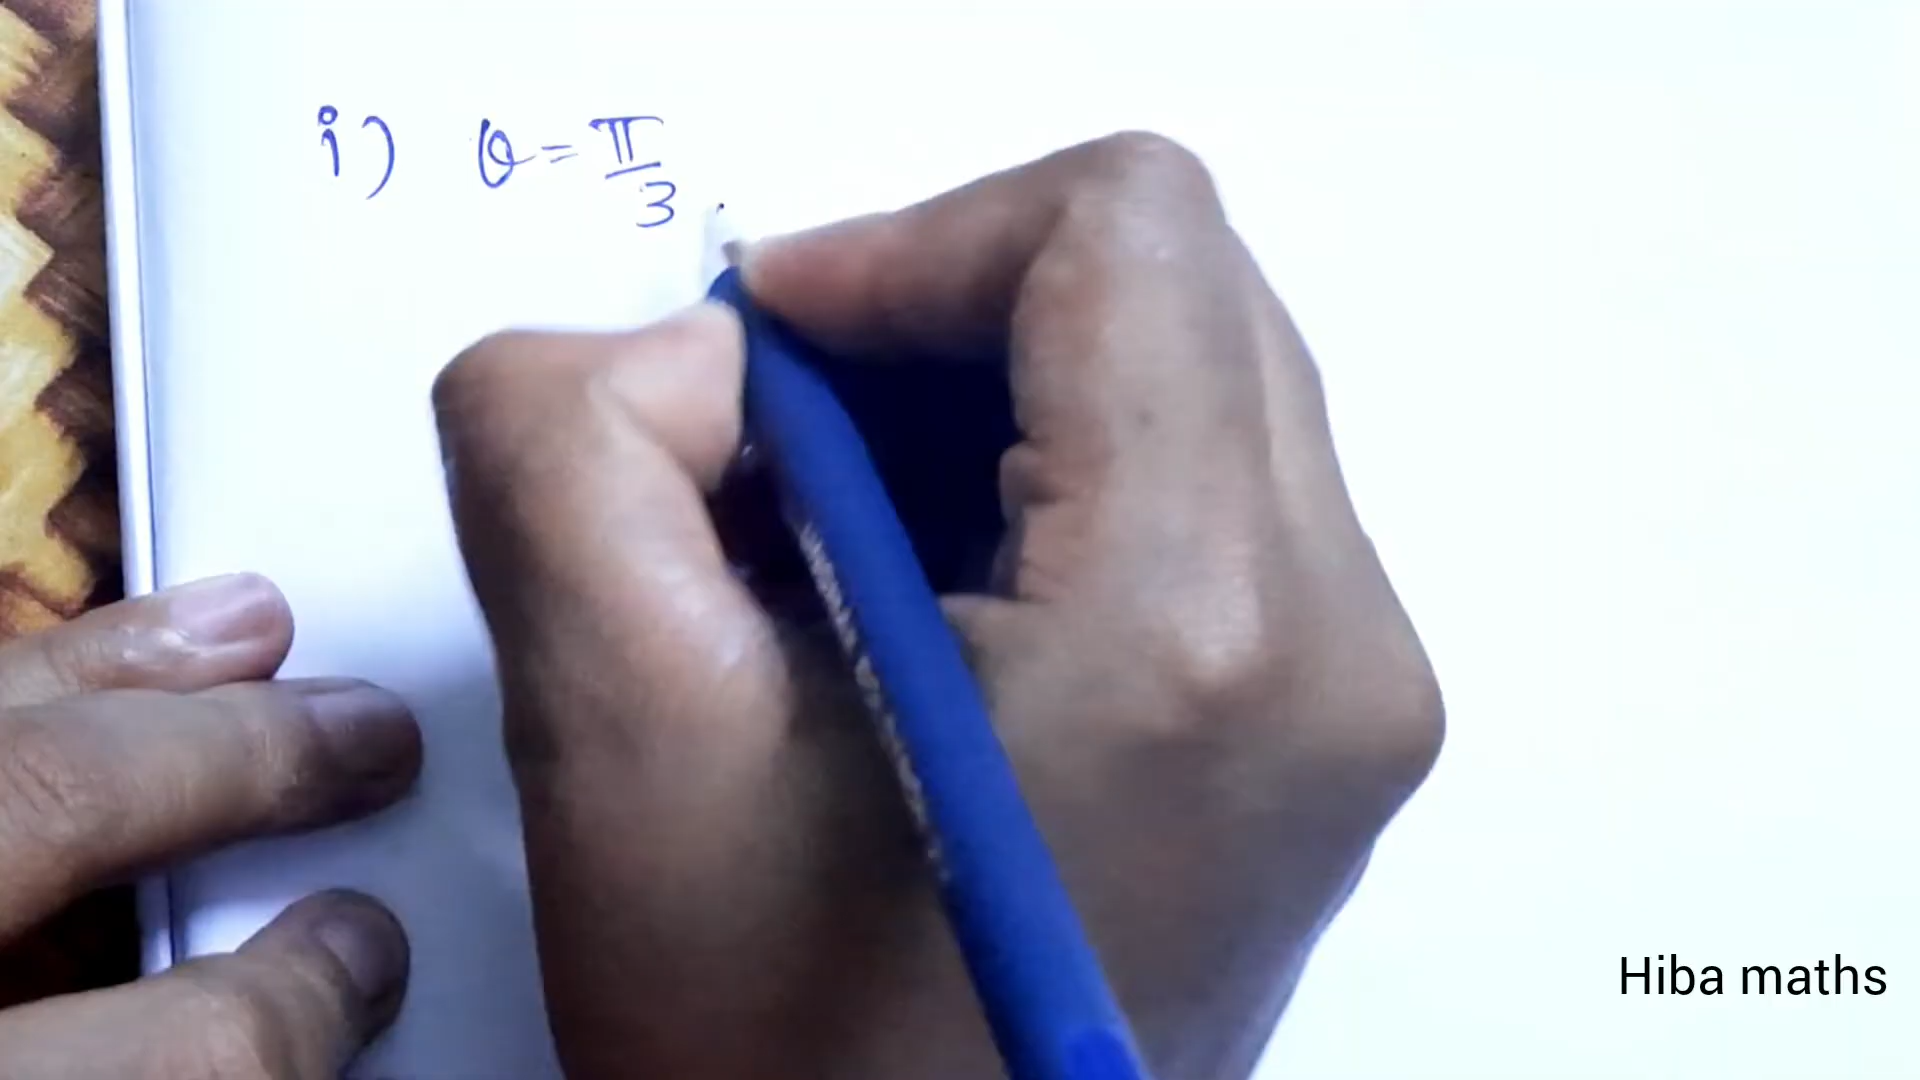 i) θ = π/3
Hiba maths